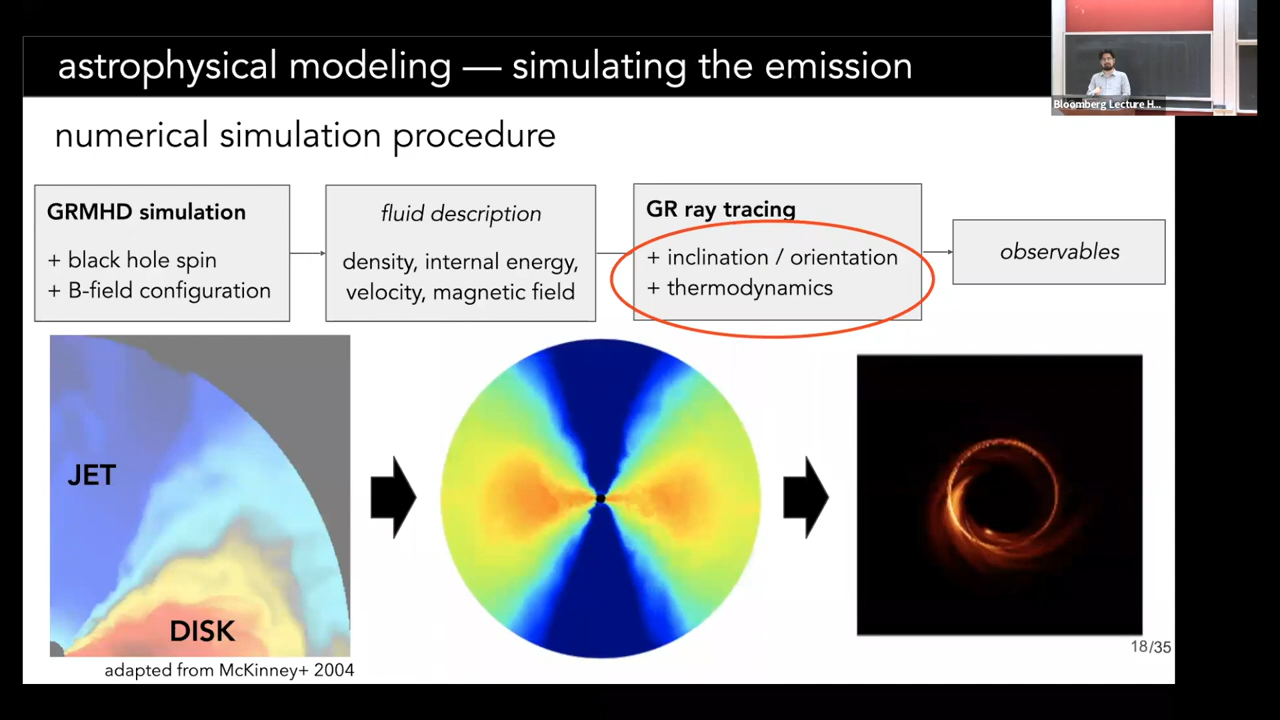 astrophysical modeling — simulating the emission
Bloomberg Lecture H...
numerical simulation procedure
GRMHD simulation
+ black hole spin
+ B-field configuration
fluid description
density, internal energy,
velocity, magnetic field
GR ray tracing
+ inclination / orientation
+ thermodynamics
observables
JET
DISK
adapted from McKinney+ 2004
18/35